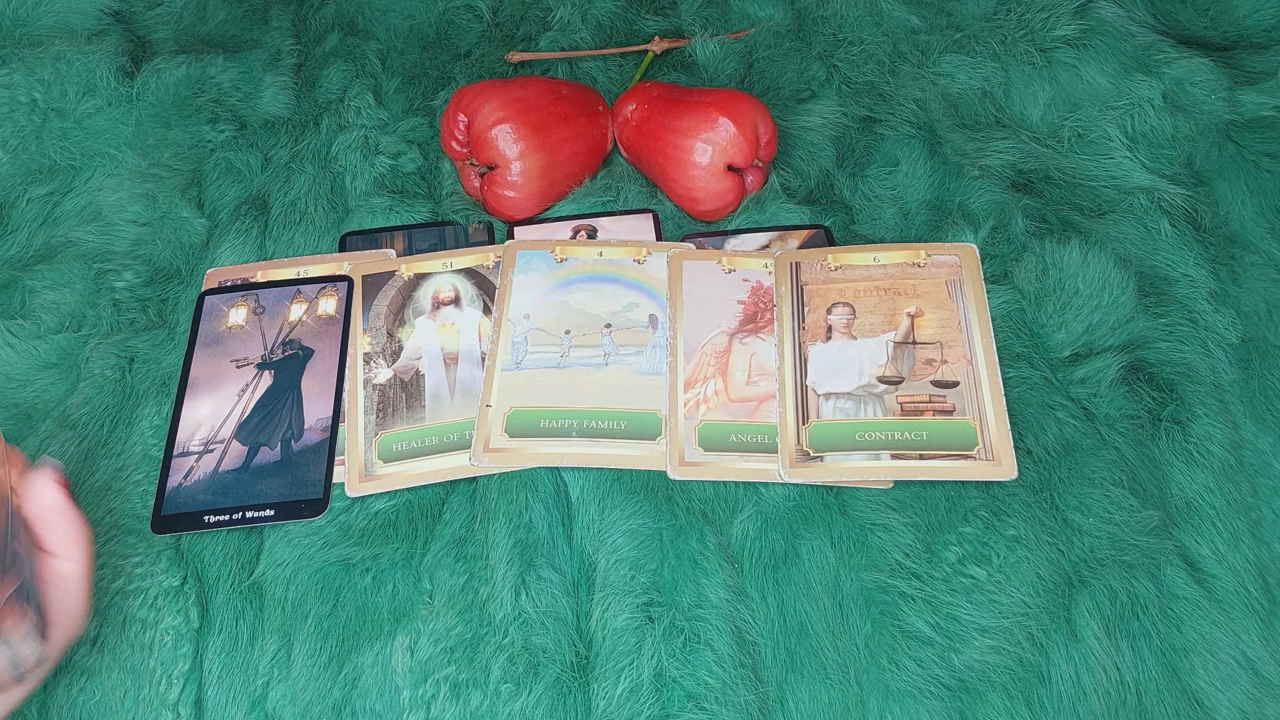 45
51
4
6
Contract
HEALER OF
HAPPY FAMILY
ANGEL
CONTRACT
Three of Wands